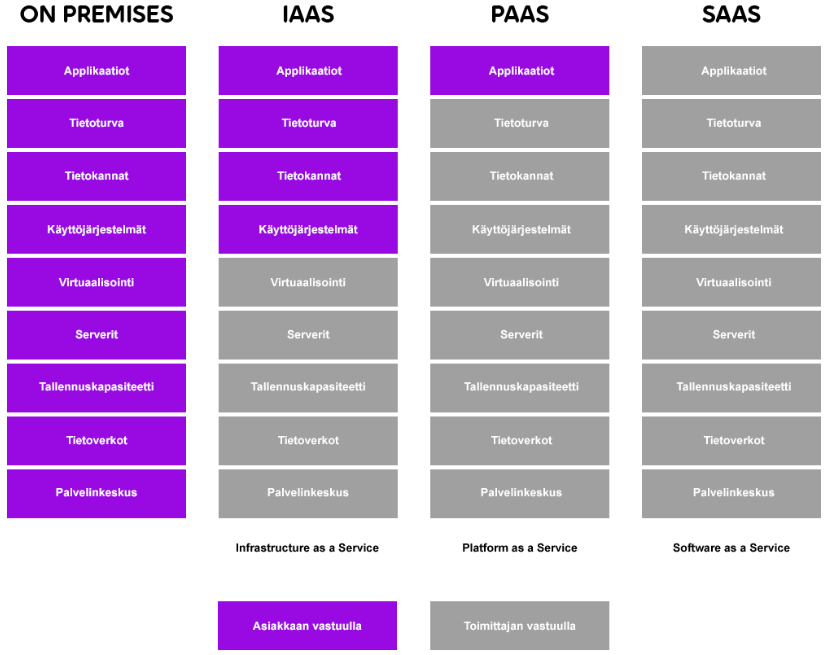 ON PREMISES
IAAS
PAAS
SAAS
Applikaatiot
Applikaatiot
Applikaatiot
Applikaatiot
Tietoturva
Tietoturva
Tietoturva
Tietoturva
Tietokannat
Tietokannat
Tietokannat
Tietokannat
Käyttöjärjestelmät
Käyttöjärjestelmät
Käyttöjärjestelmät
Käyttöjärjestelmät
Virtuaalisointi
Virtuaalisointi
Virtuaalisointi
Virtuaalisointi
Serverit
Serverit
Serverit
Serverit
Tallennuskapasiteetti
Tallennuskapasiteetti
Tallennuskapasiteetti
Tallennuskapasiteetti
Tietoverkot
Tietoverkot
Tietoverkot
Tietoverkot
Palvelinkeskus
Palvelinkeskus
Palvelinkeskus
Palvelinkeskus
Infrastructure as a Service
Platform as a Service
Software as a Service
Asiakkaan vastuulla
Toimittajan vastuulla